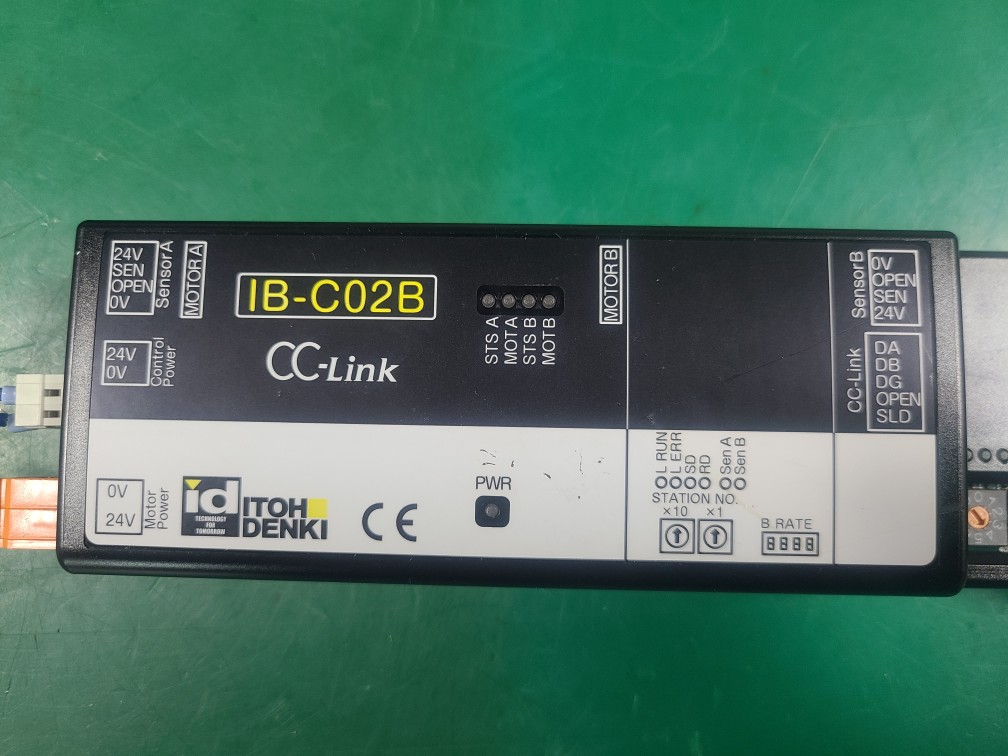 24V
SEN
OPEN
0V
Sensor A
MOTOR A
IB-C02B
STS A
MOT A
STS B
MOT B
MOTOR B
Sensor B
0V
OPEN
SEN
24V
24V
0V
Control
Power
CC-Link
CC-Link
DA
DB
DG
OPEN
SLD
0V
24V
Motor
Power
id
TECHNOLOGY
FOR
TOMORROW
ITOH
DENKI
CE
PWR
L RUN
L ERR
SD
RD
Sen A
Sen B
STATION NO.
×10 ×1
B RATE